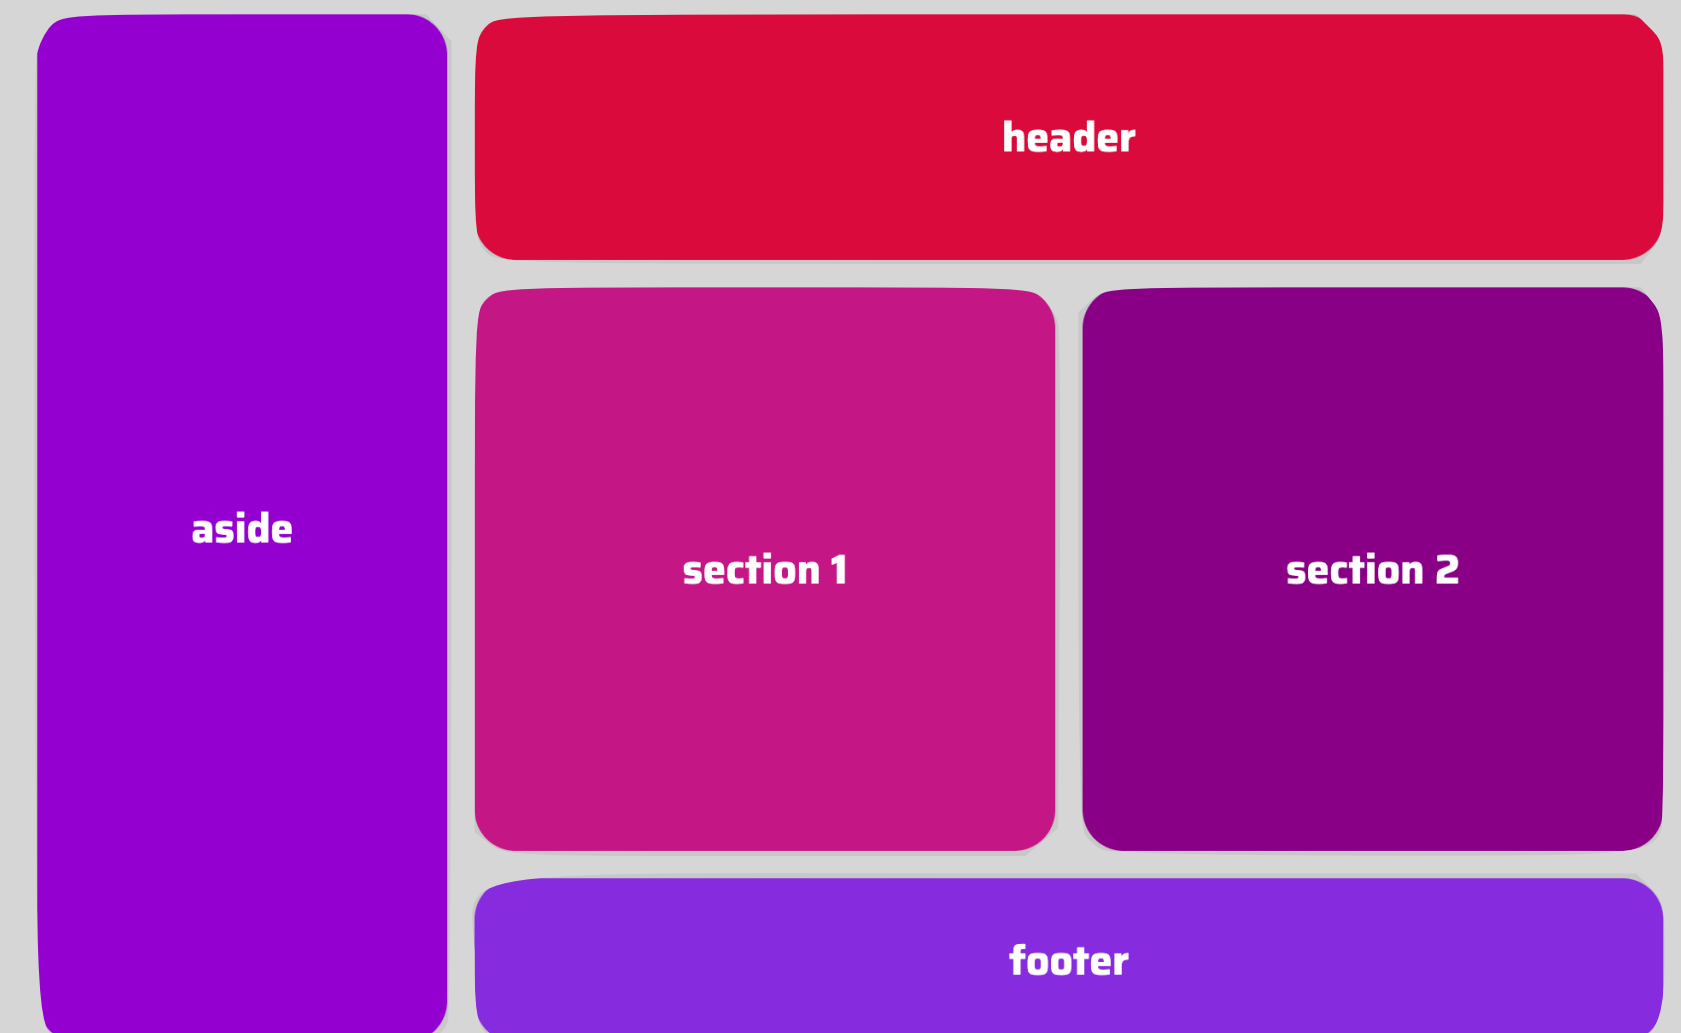 aside
header
section 1
section 2
footer